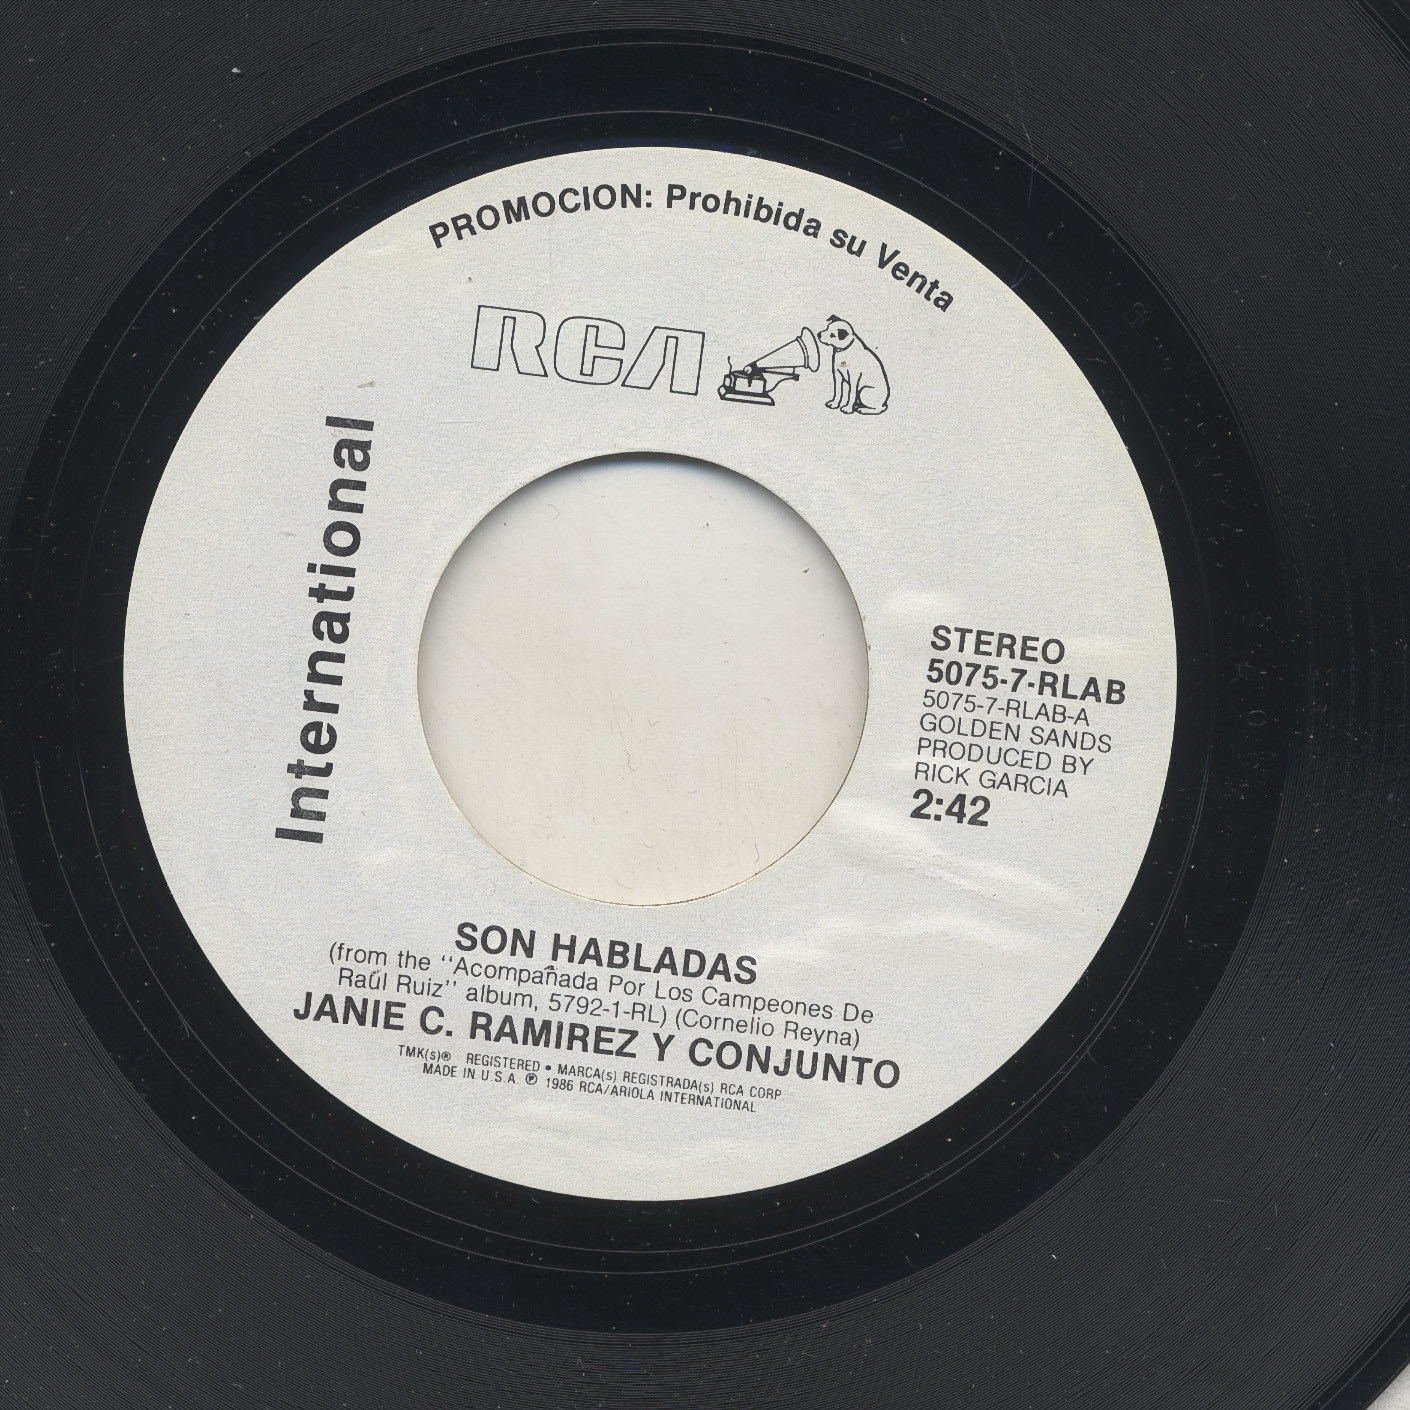 PROMOCION: Prohibida su Venta
RCA
International
STEREO
5075-7-RLAB
5075-7-RLAB-A
GOLDEN SANDS
PRODUCED BY
RICK GARCIA
2:42
SON HABLADAS
(from the "Acompañada Por Los Campeones De
Raúl Ruiz" album, 5792-1-RL) (Cornelio Reyna)
JANIE C. RAMIREZ Y CONJUNTO
TMK(s)® REGISTERED • MARCA(s) REGISTRADA(s) RCA CORP
MADE IN U.S.A. ℗ 1986 RCA/ARIOLA INTERNATIONAL